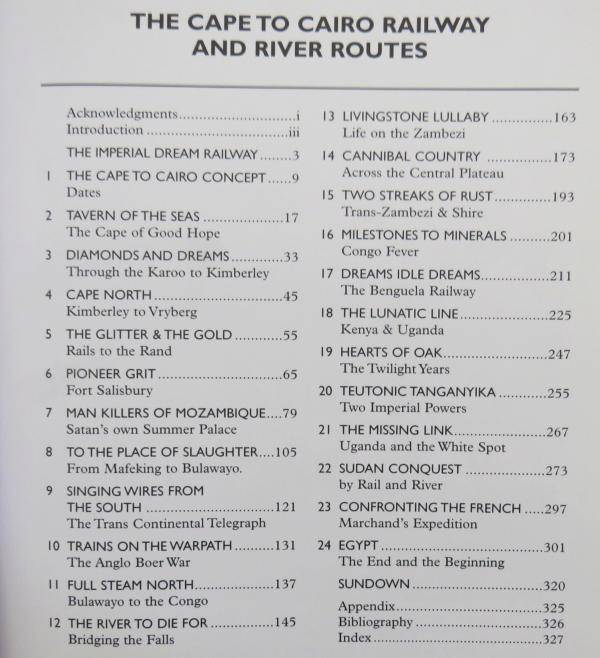 THE CAPE TO CAIRO RAILWAY
AND RIVER ROUTES
Acknowledgments............................i
Introduction..................................iii
THE IMPERIAL DREAM RAILWAY........3
1 THE CAPE TO CAIRO CONCEPT......9
Dates
2 TAVERN OF THE SEAS...................17
The Cape of Good Hope
3 DIAMONDS AND DREAMS.............33
Through the Karoo to Kimberley
4 CAPE NORTH...............................45
Kimberley to Vryberg
5 THE GLITTER & THE GOLD............55
Rails to the Rand
6 PIONEER GRIT..............................65
Fort Salisbury
7 MAN KILLERS OF MOZAMBIQUE....79
Satan's own Summer Palace
8 TO THE PLACE OF SLAUGHTER....105
From Mafeking to Bulawayo.
9 SINGING WIRES FROM
THE SOUTH...............................121
The Trans Continental Telegraph
10 TRAINS ON THE WARPATH..........131
The Anglo Boer War
11 FULL STEAM NORTH...................137
Bulawayo to the Congo
12 THE RIVER TO DIE FOR................145
Bridging the Falls
13 LIVINGSTONE LULLABY...............163
Life on the Zambezi
14 CANNIBAL COUNTRY................173
Across the Central Plateau
15 TWO STREAKS OF RUST..............193
Trans-Zambezi & Shire
16 MILESTONES TO MINERALS..........201
Congo Fever
17 DREAMS IDLE DREAMS.................211
The Benguela Railway
18 THE LUNATIC LINE.....................225
Kenya & Uganda
19 HEARTS OF OAK..........................247
The Twilight Years
20 TEUTONIC TANGANYIKA............255
Two Imperial Powers
21 THE MISSING LINK.......................267
Uganda and the White Spot
22 SUDAN CONQUEST....................273
by Rail and River
23 CONFRONTING THE FRENCH.....297
Marchand's Expedition
24 EGYPT........................................301
The End and the Beginning
SUNDOWN................................320
Appendix...................................325
Bibliography...............................326
Index.........................................327